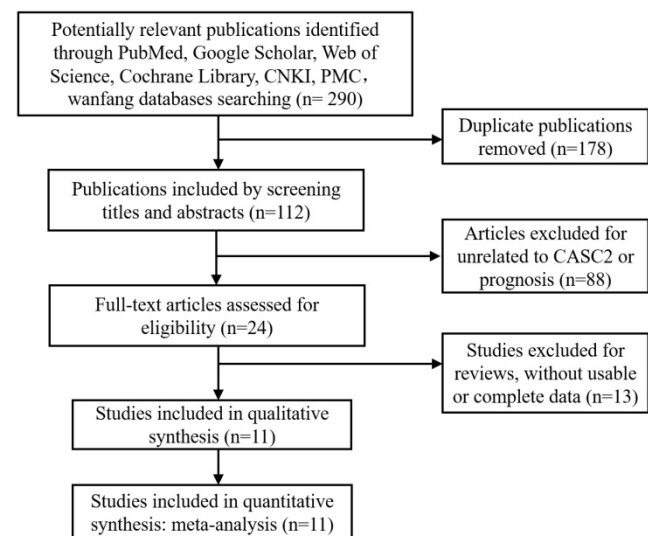 Potentially relevant publications identified
through PubMed, Google Scholar, Web of
Science, Cochrane Library, CNKI, PMC，
wanfang databases searching (n= 290)
Duplicate publications
removed (n=178)
Publications included by screening
titles and abstracts (n=112)
Articles excluded for
unrelated to CASC2 or
prognosis (n=88)
Full-text articles assessed for
eligibility (n=24)
Studies excluded for
reviews, without usable
or complete data (n=13)
Studies included in qualitative
synthesis (n=11)
Studies included in quantitative
synthesis: meta-analysis (n=11)